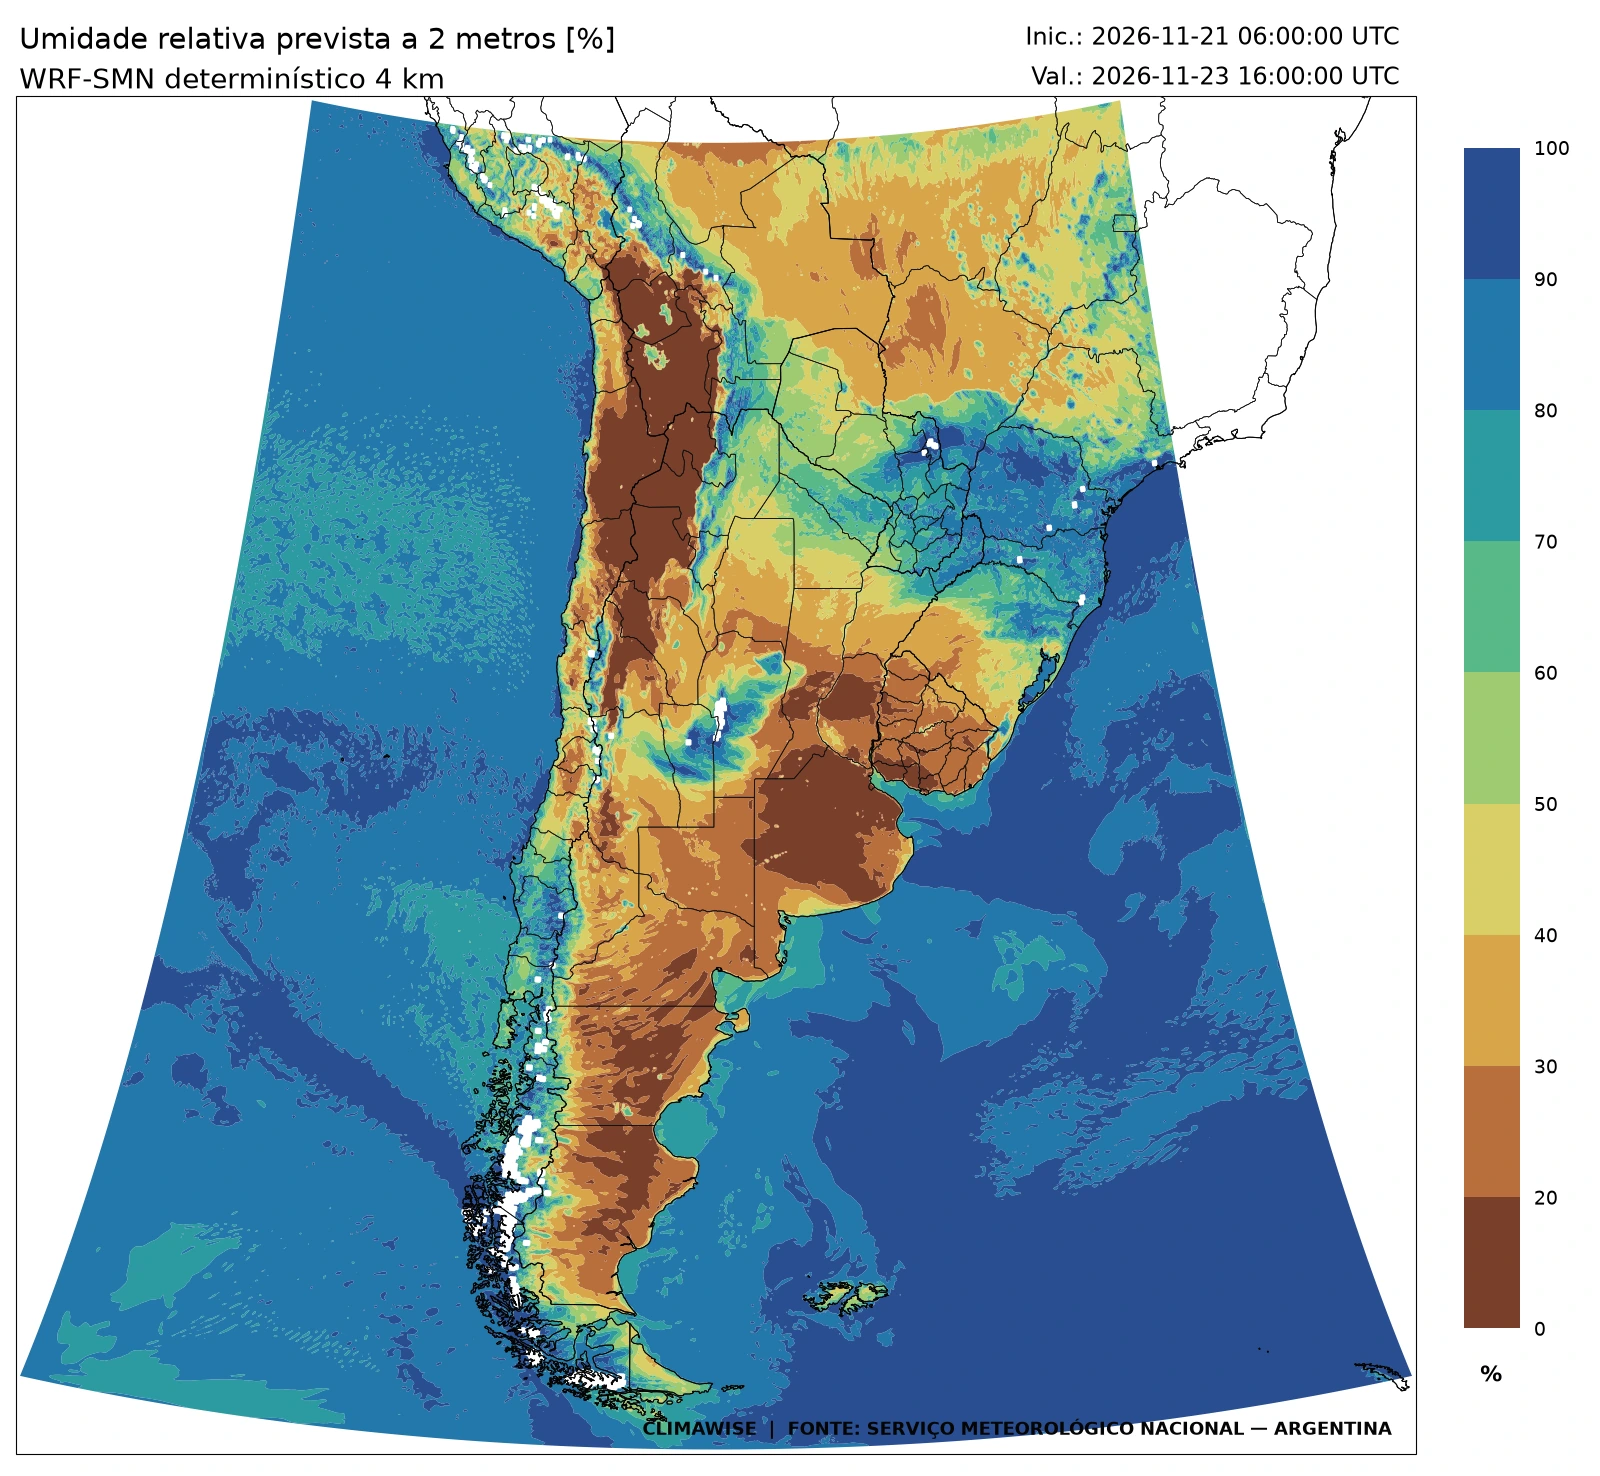 Umidade relativa prevista a 2 metros [%]
WRF-SMN determinístico 4 km
Inic.: 2026-11-21 06:00:00 UTC
Val.: 2026-11-23 16:00:00 UTC
100
90
80
70
60
50
40
30
20
0
%
CLIMAWISE | FONTE: SERVIÇO METEOROLÓGICO NACIONAL — ARGENTINA